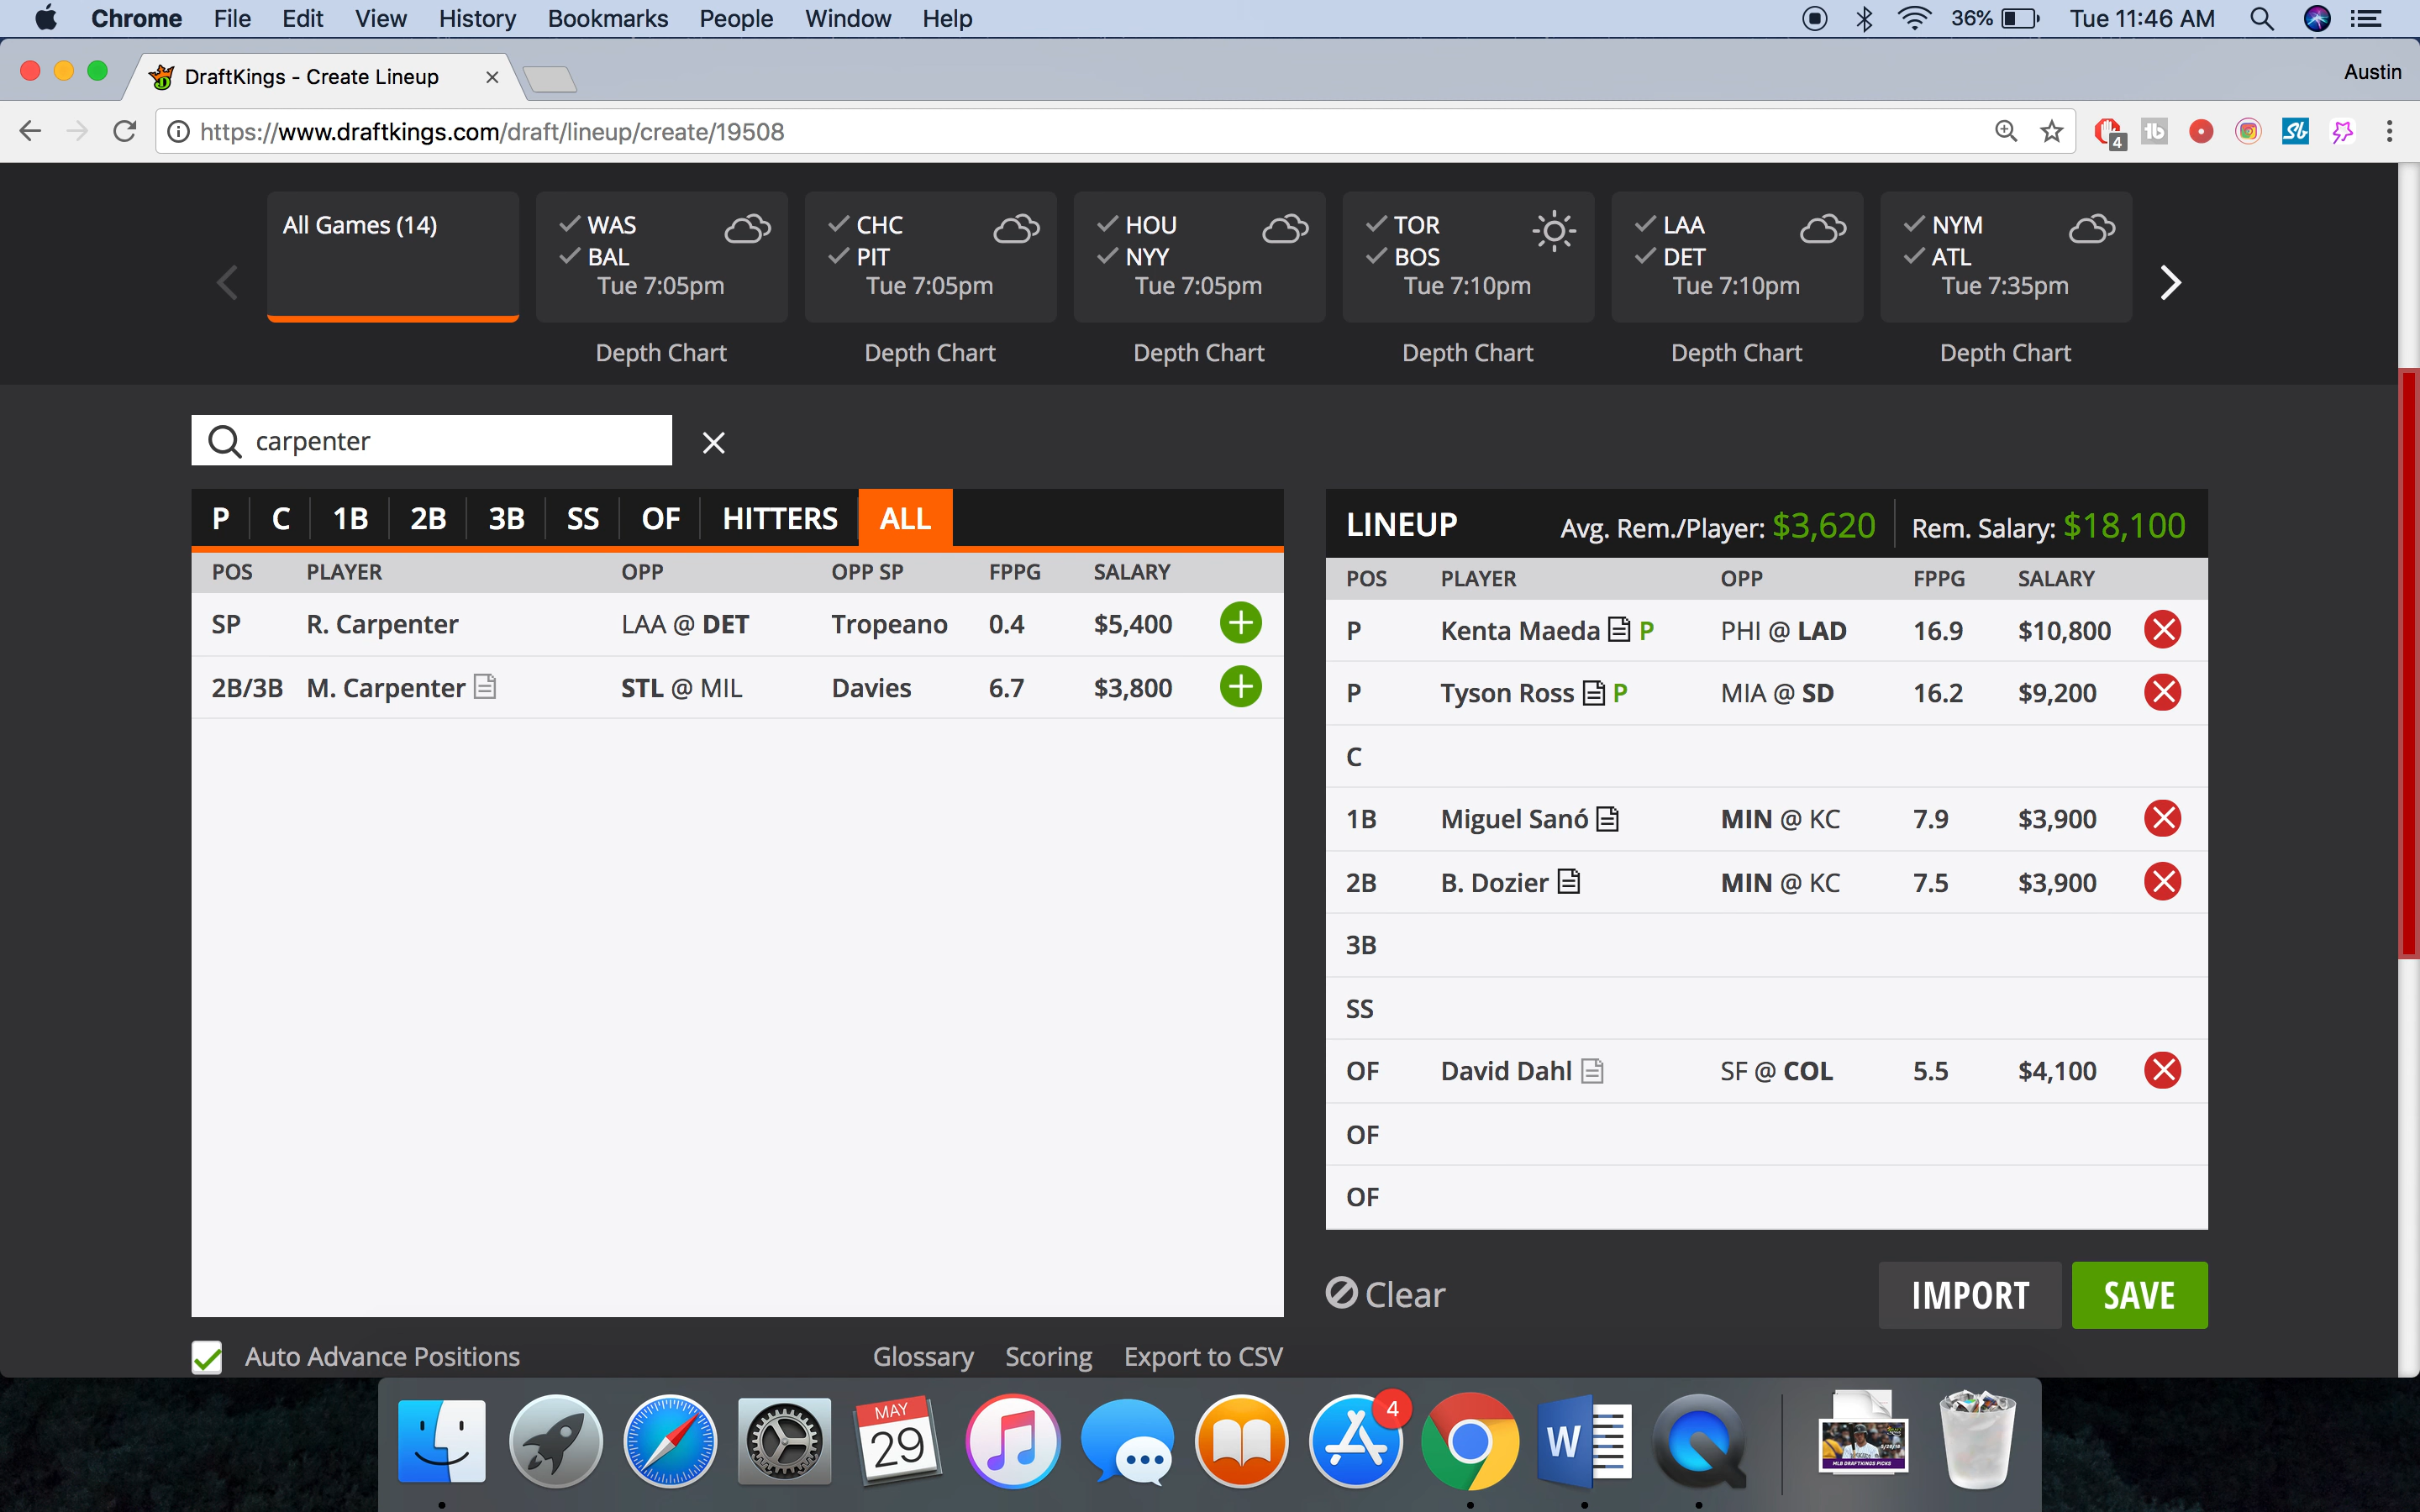 Chrome File Edit View History Bookmarks People Window Help 36% Tue 11:46 AM
DraftKings - Create Lineup Austin
https://www.draftkings.com/draft/lineup/create/19508 4
All Games (14)
WAS
BAL
Tue 7:05pm
Depth Chart
CHC
PIT
Tue 7:05pm
Depth Chart
HOU
NYY
Tue 7:05pm
Depth Chart
TOR
BOS
Tue 7:10pm
Depth Chart
LAA
DET
Tue 7:10pm
Depth Chart
NYM
ATL
Tue 7:35pm
Depth Chart
carpenter
P C 1B 2B 3B SS OF HITTERS ALL
POS PLAYER OPP OPP SP FPPG SALARY
SP R. Carpenter LAA @ DET Tropeano 0.4 $5,400
2B/3B M. Carpenter STL @ MIL Davies 6.7 $3,800
Auto Advance Positions Glossary Scoring Export to CSV
LINEUP Avg. Rem./Player: $3,620 Rem. Salary: $18,100
POS PLAYER OPP FPPG SALARY
P Kenta Maeda P PHI @ LAD 16.9 $10,800
P Tyson Ross P MIA @ SD 16.2 $9,200
C
1B Miguel Sanó MIN @ KC 7.9 $3,900
2B B. Dozier MIN @ KC 7.5 $3,900
3B
SS
OF David Dahl SF @ COL 5.5 $4,100
OF
OF
Clear IMPORT SAVE
MAY
29
4
W
MLB DRAFTKINGS PICKS